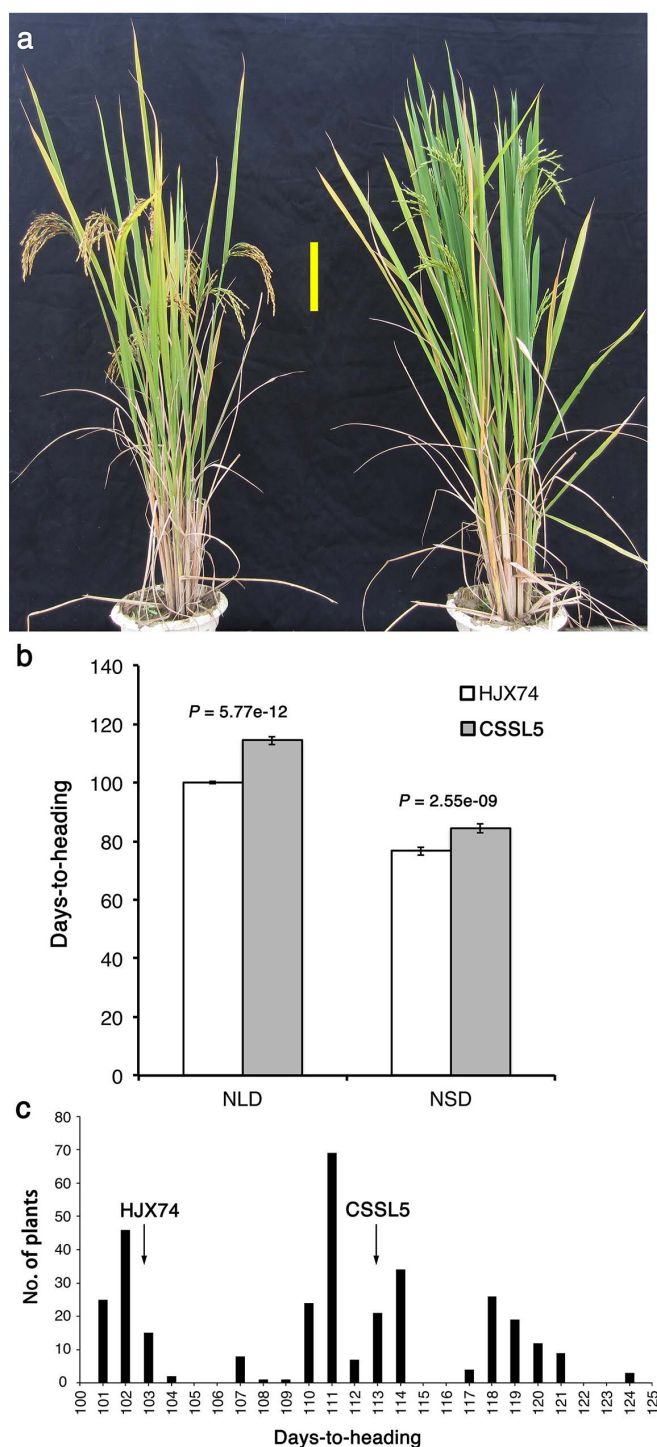 a
b
140
120
100
80
60
40
20
0
Days-to-heading
P = 5.77e-12
P = 2.55e-09
HJX74
CSSL5
NLD
NSD
c
80
70
60
50
40
30
20
10
0
No. of plants
HJX74
CSSL5
100 101 102 103 104 105 106 107 108 109 110 111 112 113 114 115 116 117 118 119 120 121 122 123 124 125
Days-to-heading